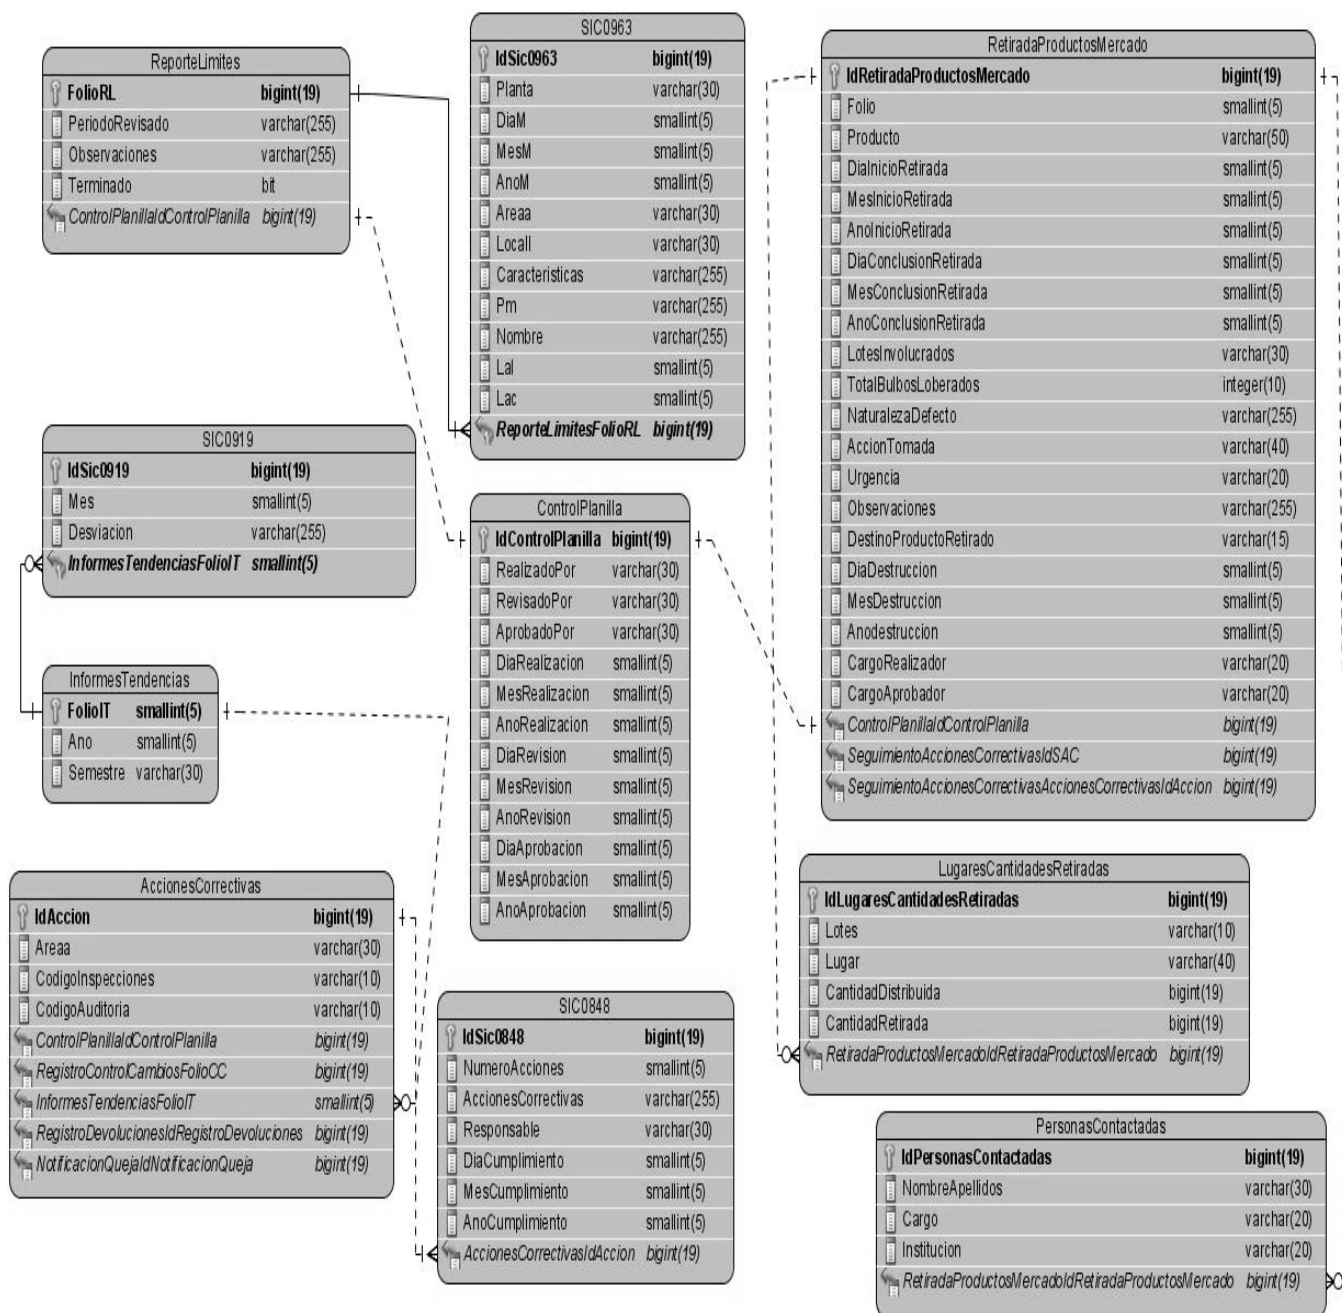 ReporteLimites
FolioRL bigint(19)
PeriodoRevisado varchar(255)
Observaciones varchar(255)
Terminado bit
ControlPlanillaIdControlPlanilla bigint(19)
SIC0963
IdSic0963 bigint(19)
Planta varchar(30)
DiaM smallint(5)
MesM smallint(5)
AnoM smallint(5)
Areaa varchar(30)
Locall varchar(30)
Caracteristicas varchar(255)
Pm varchar(255)
Nombre varchar(255)
Lal smallint(5)
Lac smallint(5)
ReporteLimitesFolioRL bigint(19)
RetiradaProductosMercado
IdRetiradaProductosMercado bigint(19)
Folio smallint(5)
Producto varchar(50)
DiaInicioRetirada smallint(5)
MesInicioRetirada smallint(5)
AnoInicioRetirada smallint(5)
DiaConclusionRetirada smallint(5)
MesConclusionRetirada smallint(5)
AnoConclusionRetirada smallint(5)
LotesInvolucrados varchar(30)
TotalBulbosLoberados integer(10)
NaturalezaDefecto varchar(255)
AccionTomada varchar(40)
Urgencia varchar(20)
Observaciones varchar(255)
DestinoProductoRetirado varchar(15)
DiaDestruccion smallint(5)
MesDestruccion smallint(5)
Anodestruccion smallint(5)
CargoRealizador varchar(20)
CargoAprobador varchar(20)
ControlPlanillaIdControlPlanilla bigint(19)
SeguimientoAccionesCorrectivasIdSAC bigint(19)
SeguimientoAccionesCorrectivasAccionesCorrectivasIdAccion bigint(19)
SIC0919
IdSic0919 bigint(19)
Mes smallint(5)
Desviacion varchar(255)
InformesTendenciasFolioIT smallint(5)
ControlPlanilla
IdControlPlanilla bigint(19)
RealizadoPor varchar(30)
RevisadoPor varchar(30)
AprobadoPor varchar(30)
DiaRealizacion smallint(5)
MesRealizacion smallint(5)
AnoRealizacion smallint(5)
DiaRevision smallint(5)
MesRevision smallint(5)
AnoRevision smallint(5)
DiaAprobacion smallint(5)
MesAprobacion smallint(5)
AnoAprobacion smallint(5)
InformesTendencias
FolioIT smallint(5)
Ano smallint(5)
Semestre varchar(30)
AccionesCorrectivas
IdAccion bigint(19)
Areaa varchar(30)
CodigoInspecciones varchar(10)
CodigoAuditoria varchar(10)
ControlPlanillaIdControlPlanilla bigint(19)
RegistroControlCambiosFolioCC bigint(19)
InformesTendenciasFolioIT smallint(5)
RegistroDevolucionesIdRegistroDevoluciones bigint(19)
NotificacionQuejaIdNotificacionQueja bigint(19)
SIC0848
IdSic0848 bigint(19)
NumeroAcciones smallint(5)
AccionesCorrectivas varchar(255)
Responsable varchar(30)
DiaCumplimiento smallint(5)
MesCumplimiento smallint(5)
AnoCumplimiento smallint(5)
AccionesCorrectivasIdAccion bigint(19)
LugaresCantidadesRetiradas
IdLugaresCantidadesRetiradas bigint(19)
Lotes varchar(10)
Lugar varchar(40)
CantidadDistribuida bigint(19)
CantidadRetirada bigint(19)
RetiradaProductosMercadoIdRetiradaProductosMercado bigint(19)
PersonasContactadas
IdPersonasContactadas bigint(19)
NombreApellidos varchar(30)
Cargo varchar(20)
Institucion varchar(20)
RetiradaProductosMercadoIdRetiradaProductosMercado bigint(19)